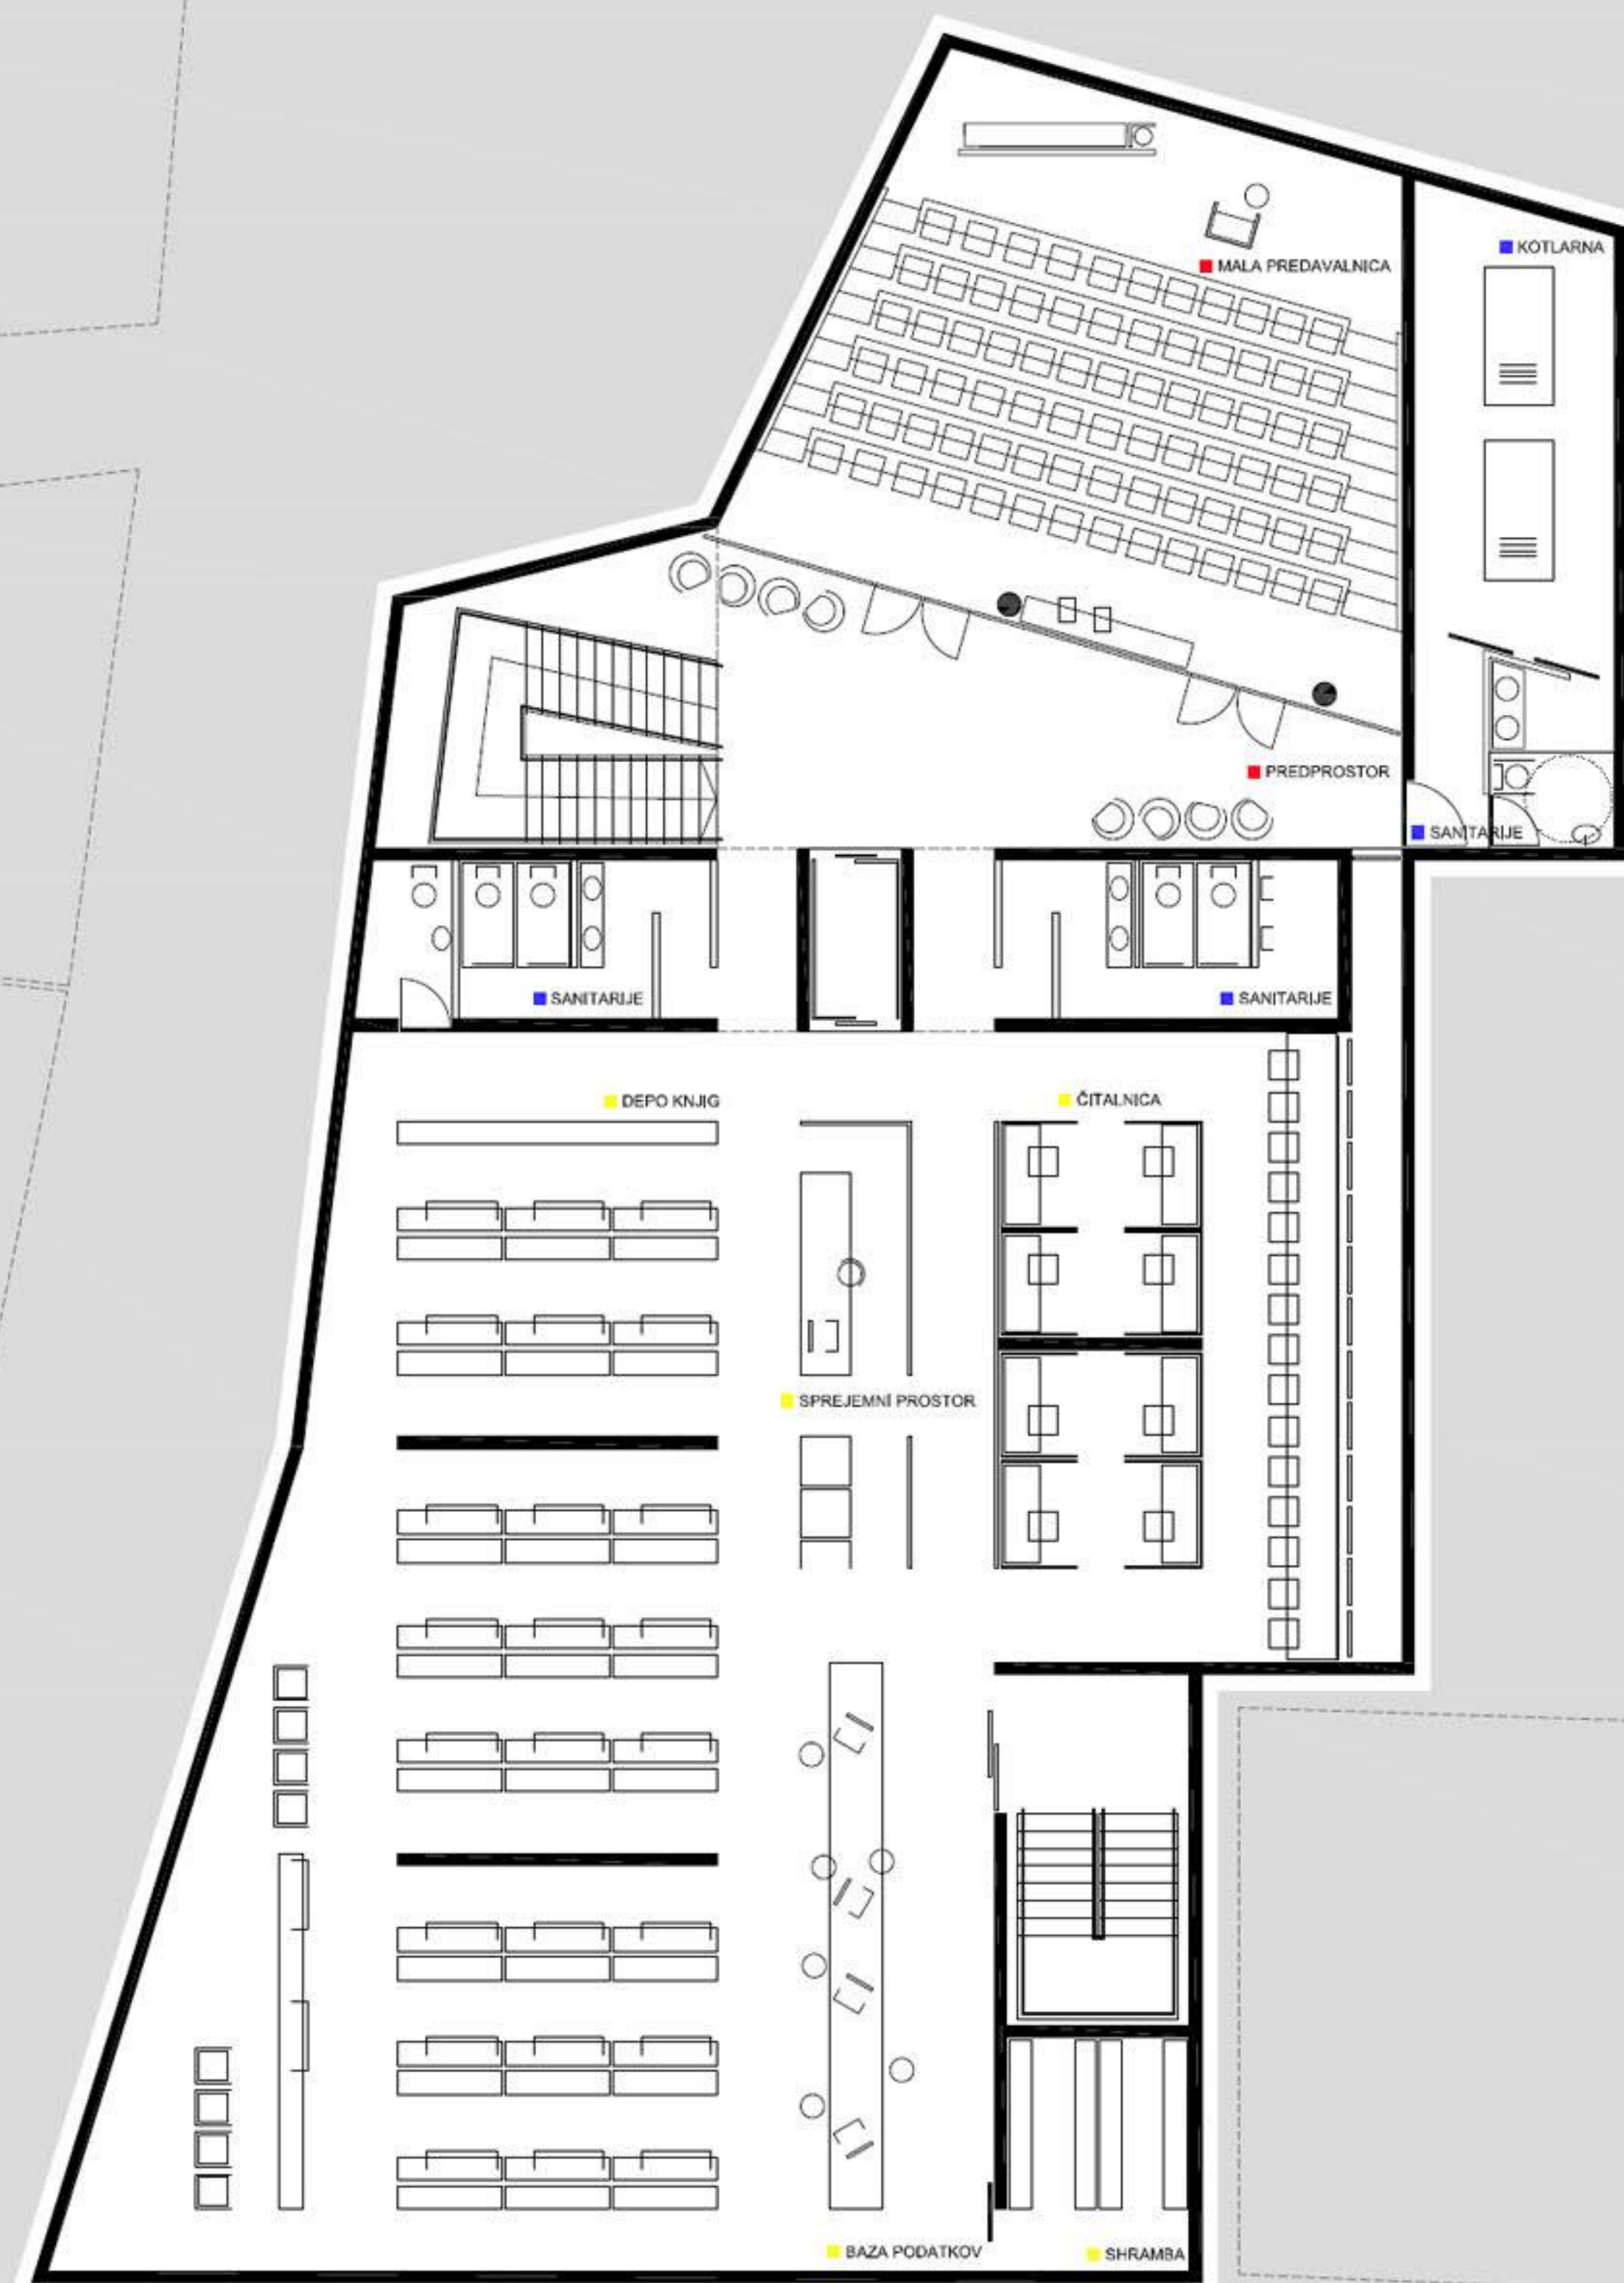 KOTLARNA
MALA PREDAVALNICA
PREDPROSTOR
SANITARIJE
SANITARIJE
SANITARIJE
DEPO KNJIG
ČITALNICA
SPREJEMNI PROSTOR
BAZA PODATKOV
SHRAMBA